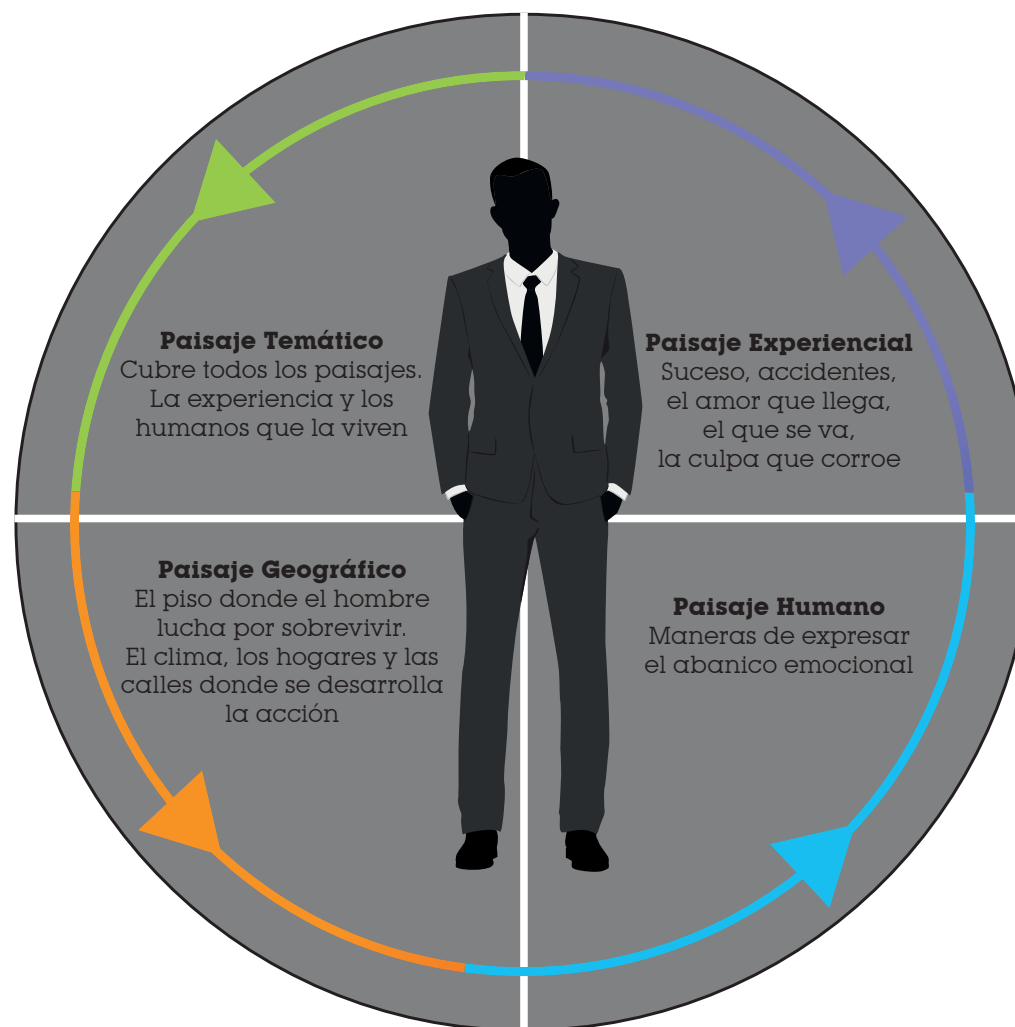 Paisaje Temático
Cubre todos los paisajes.
La experiencia y los
humanos que la viven
Paisaje Experiencial
Suceso, accidentes,
el amor que llega,
el que se va,
la culpa que corroe
Paisaje Geográfico
El piso donde el hombre
lucha por sobrevivir.
El clima, los hogares y las
calles donde se desarrolla
la acción
Paisaje Humano
Maneras de expresar
el abanico emocional